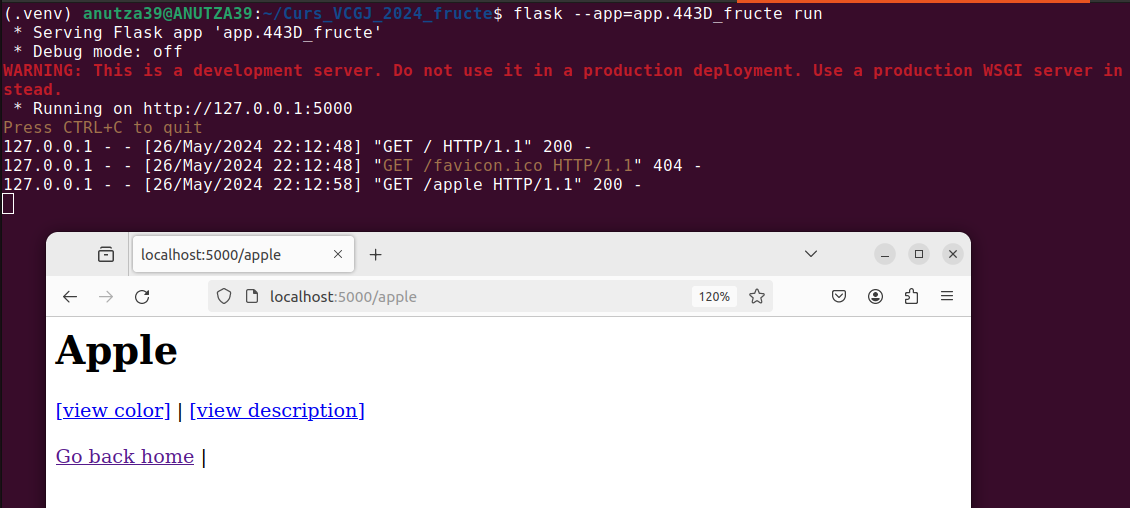 (.venv) anutza39@ANUTZA39:~/Curs_VCGJ_2024_fructe$ flask --app=app.443D_fructe run
 * Serving Flask app 'app.443D_fructe'
 * Debug mode: off
WARNING: This is a development server. Do not use it in a production deployment. Use a production WSGI server in
stead.
 * Running on http://127.0.0.1:5000
Press CTRL+C to quit
127.0.0.1 - - [26/May/2024 22:12:48] "GET / HTTP/1.1" 200 -
127.0.0.1 - - [26/May/2024 22:12:48] "GET /favicon.ico HTTP/1.1" 404 -
127.0.0.1 - - [26/May/2024 22:12:58] "GET /apple HTTP/1.1" 200 -
localhost:5000/apple
localhost:5000/apple 120%
Apple
[view color] | [view description]
Go back home |